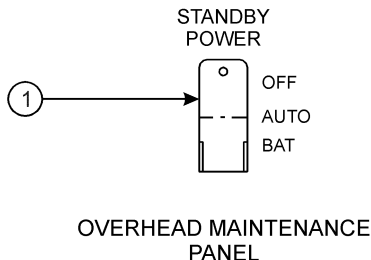 STANDBY
POWER
OFF
1
AUTO
BAT
OVERHEAD MAINTENANCE
PANEL